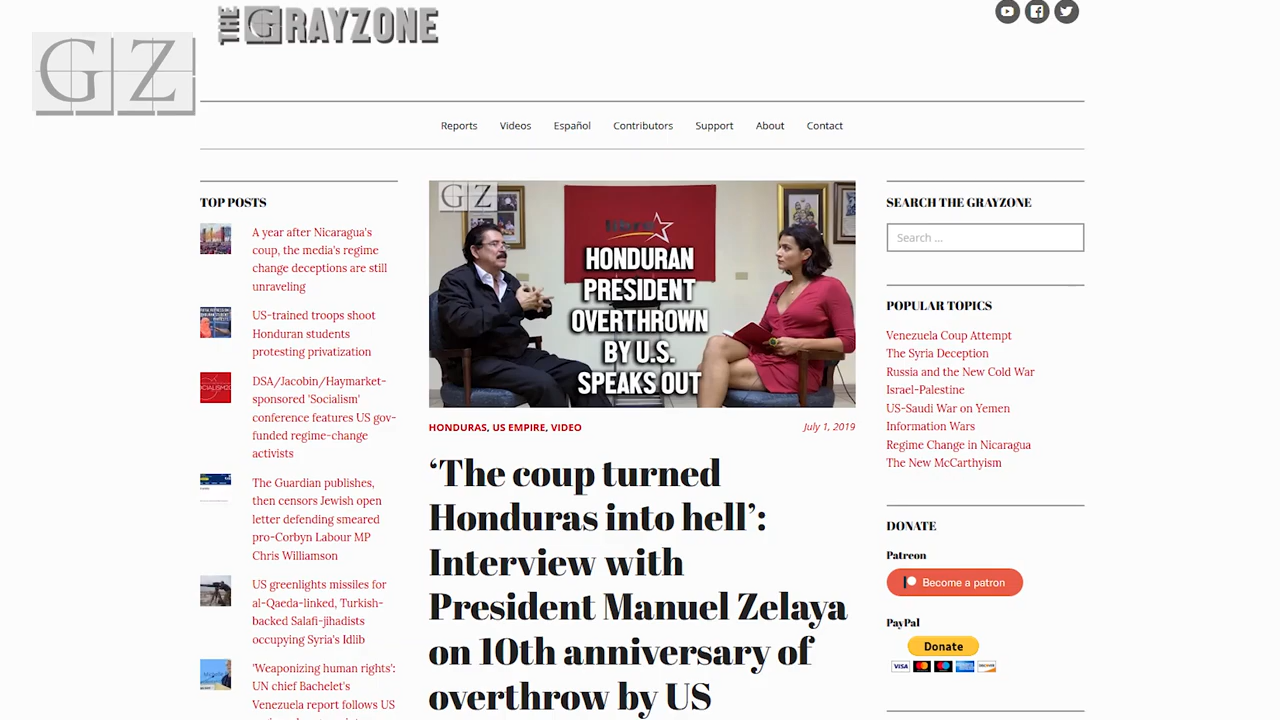 THE GRAYZONE
GZ
Reports Videos Español Contributors Support About Contact
TOP POSTS
A year after Nicaragua's
coup, the media's regime
change deceptions are still
unraveling
US-trained troops shoot
Honduran students
protesting privatization
DSA/Jacobin/Haymarket-
sponsored 'Socialism'
conference features US gov-
funded regime-change
activists
The Guardian publishes,
then censors Jewish open
letter defending smeared
pro-Corbyn Labour MP
Chris Williamson
US greenlights missiles for
al-Qaeda-linked, Turkish-
backed Salafi-jihadists
occupying Syria's Idlib
'Weaponizing human rights':
UN chief Bachelet's
Venezuela report follows US
GZ
HONDURAN
PRESIDENT
OVERTHROWN
BY U.S.
SPEAKS OUT
HONDURAS, US EMPIRE, VIDEO
July 1, 2019
‘The coup turned
Honduras into hell’:
Interview with
President Manuel Zelaya
on 10th anniversary of
overthrow by US
SEARCH THE GRAYZONE
Search ...
POPULAR TOPICS
Venezuela Coup Attempt
The Syria Deception
Russia and the New Cold War
Israel-Palestine
US-Saudi War on Yemen
Information Wars
Regime Change in Nicaragua
The New McCarthyism
DONATE
Patreon
Become a patron
PayPal
Donate
VISA